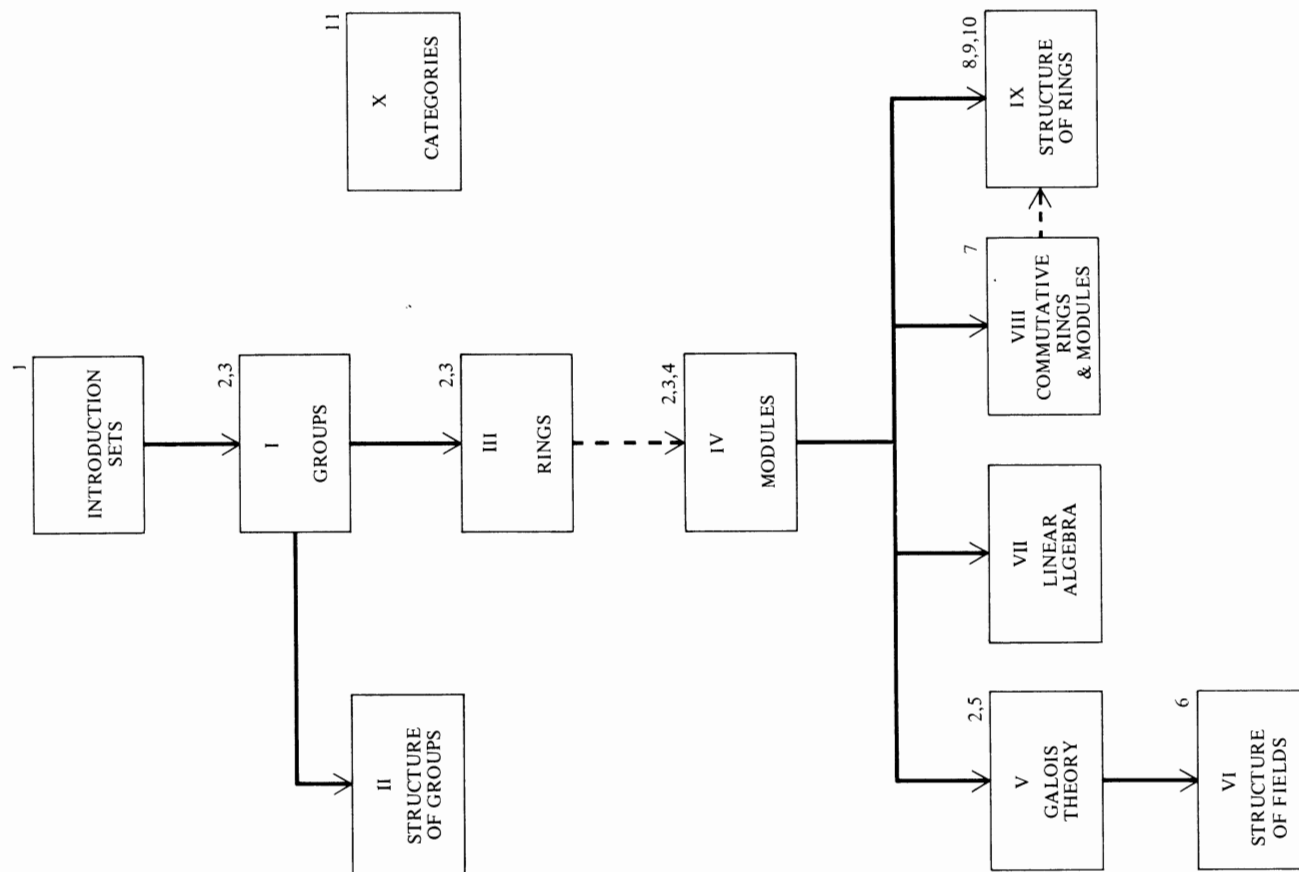 1
INTRODUCTION
SETS
11
X
CATEGORIES
2,3
I
GROUPS
2,3
III
RINGS
II
STRUCTURE
OF GROUPS
2,3,4
IV
MODULES
2,5
V
GALOIS
THEORY
VII
LINEAR
ALGEBRA
7
VIII
COMMUTATIVE
RINGS
& MODULES
8,9,10
IX
STRUCTURE
OF RINGS
6
VI
STRUCTURE
OF FIELDS